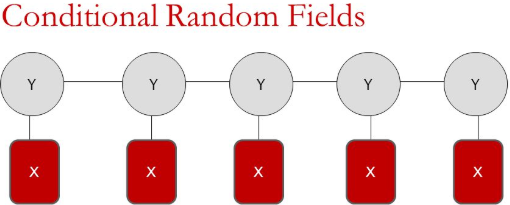 Conditional Random Fields
Y Y Y Y Y
X X X X X